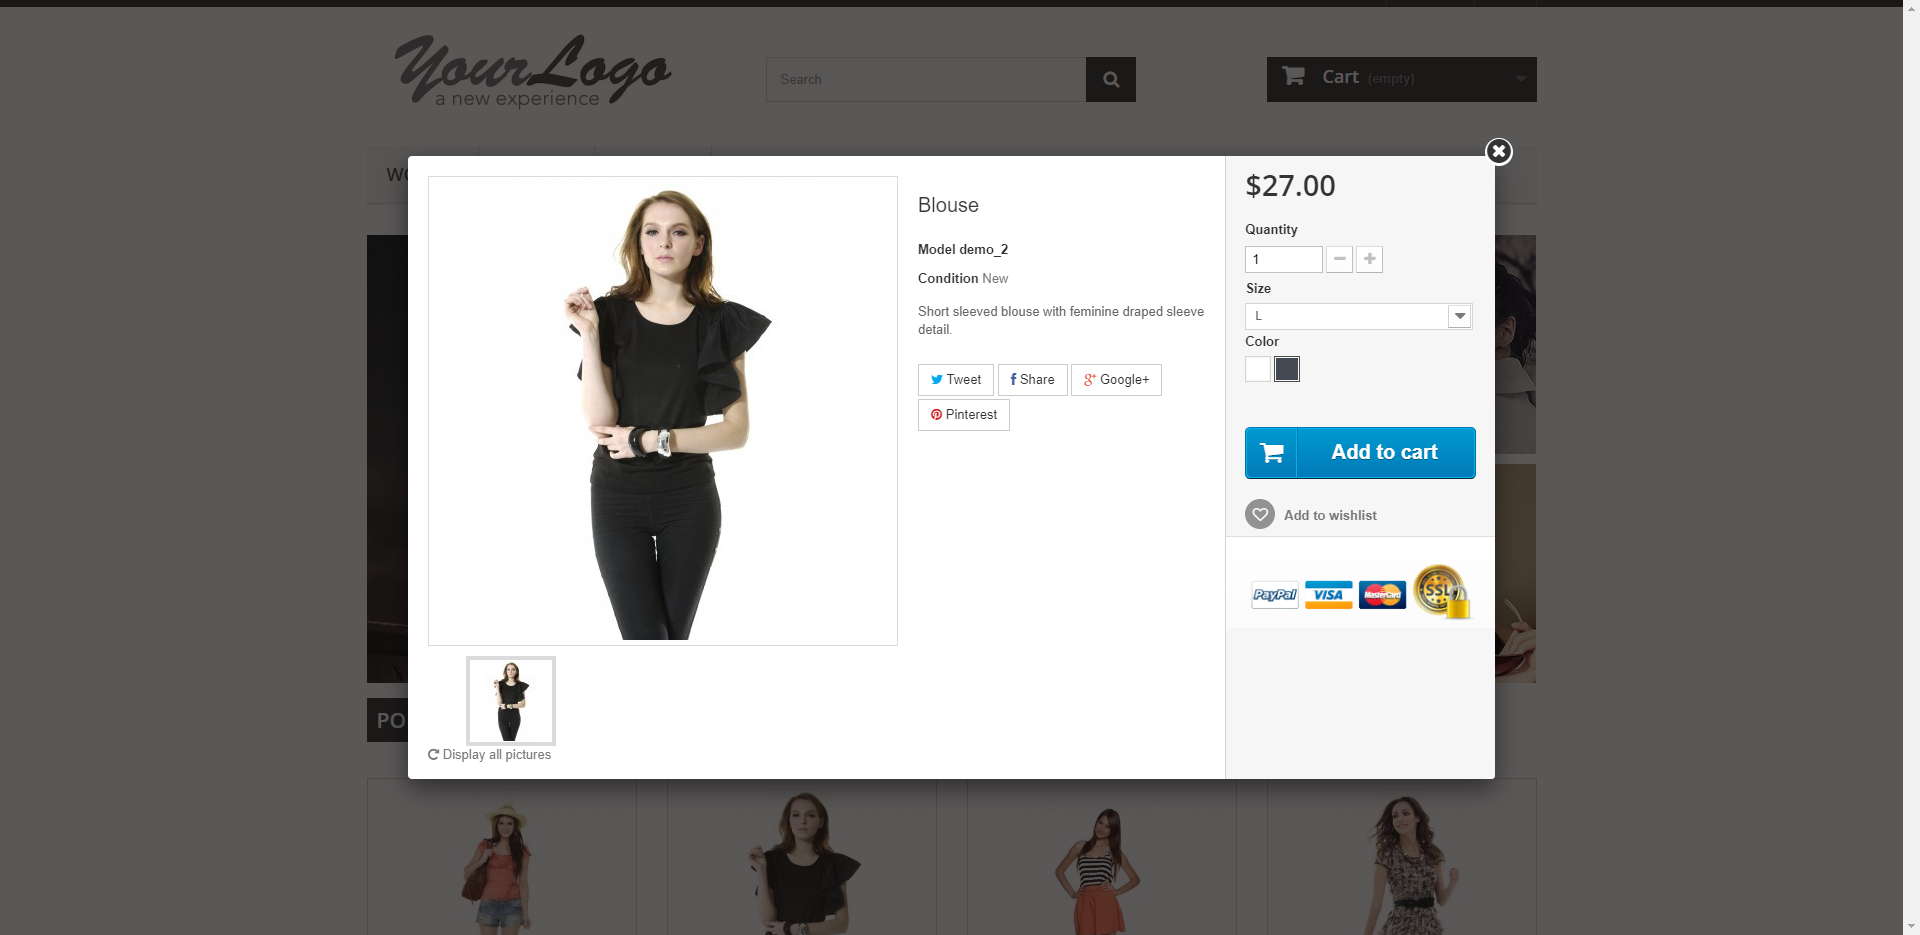 YourLogo
a new experience
Search
Cart (empty)
WO
Blouse
Model demo_2
Condition New
Short sleeved blouse with feminine draped sleeve
detail.
Tweet
Share
Google+
Pinterest
Display all pictures
$27.00
Quantity
1
Size
L
Color
Add to cart
Add to wishlist
PayPal
VISA
MasterCard
SSL
PO